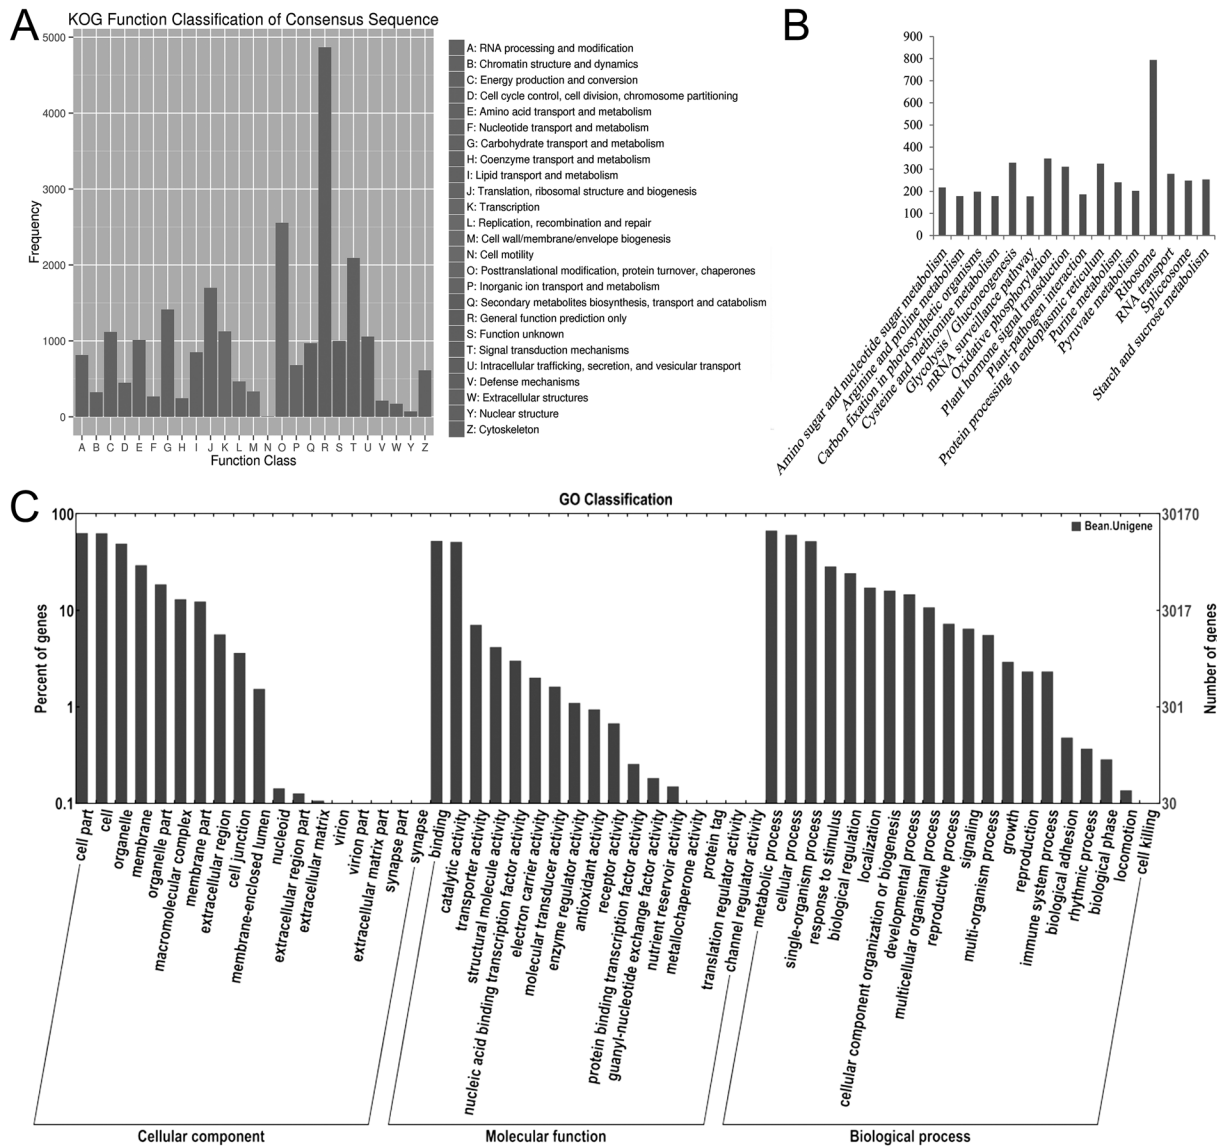 A
KOG Function Classification of Consensus Sequence
5000
4000
3000
2000
1000
0
Frequency
A B C D E F G H I J K L M N O P Q R S T U V W Y Z
Function Class
A: RNA processing and modification
B: Chromatin structure and dynamics
C: Energy production and conversion
D: Cell cycle control, cell division, chromosome partitioning
E: Amino acid transport and metabolism
F: Nucleotide transport and metabolism
G: Carbohydrate transport and metabolism
H: Coenzyme transport and metabolism
I: Lipid transport and metabolism
J: Translation, ribosomal structure and biogenesis
K: Transcription
L: Replication, recombination and repair
M: Cell wall/membrane/envelope biogenesis
N: Cell motility
O: Posttranslational modification, protein turnover, chaperones
P: Inorganic ion transport and metabolism
Q: Secondary metabolites biosynthesis, transport and catabolism
R: General function prediction only
S: Function unknown
T: Signal transduction mechanisms
U: Intracellular trafficking, secretion, and vesicular transport
V: Defense mechanisms
W: Extracellular structures
Y: Nuclear structure
Z: Cytoskeleton
B
900
800
700
600
500
400
300
200
100
0
Amino sugar and nucleotide sugar metabolism
Arginine and proline metabolism
Carbon fixation in photosynthetic organisms
Cysteine and methionine metabolism
Glycolysis / Gluconeogenesis
mRNA surveillance pathway
Oxidative phosphorylation
Plant hormone signal transduction
Plant-pathogen interaction
Protein processing in endoplasmic reticulum
Purine metabolism
Pyruvate metabolism
Ribosome
RNA transport
Spliceosome
Starch and sucrose metabolism
C
GO Classification
100
10
1
0.1
Percent of genes
30170
3017
301
30
Number of genes
Bean.Unigene
cell part
cell
organelle
membrane
organelle part
macromolecular complex
membrane part
extracellular region
cell junction
membrane-enclosed lumen
nucleoid
extracellular region part
extracellular matrix
virion
virion part
extracellular matrix part
synapse part
synapse
binding
catalytic activity
transporter activity
structural molecule activity
nucleic acid binding transcription factor activity
electron carrier activity
molecular transducer activity
enzyme regulator activity
antioxidant activity
receptor activity
protein binding transcription factor activity
guanyl-nucleotide exchange factor activity
nutrient reservoir activity
metallochaperone activity
protein tag
translation regulator activity
channel regulator activity
metabolic process
cellular process
single-organism process
response to stimulus
biological regulation
localization
cellular component organization or biogenesis
developmental process
multicellular organismal process
reproductive process
signaling
multi-organism process
growth
reproduction
immune system process
biological adhesion
rhythmic process
biological phase
locomotion
cell killing
Cellular component
Molecular function
Biological process